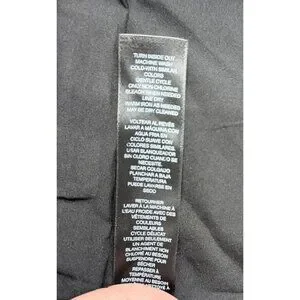 TURN INSIDE OUT
MACHINE WASH
COLD WITH SIMILAR
COLORS
GENTLE CYCLE
ONLY NON CHLORINE
BLEACH WHEN NEEDED
LINE DRY
WARM IRON AS NEEDED
MAY BE DRY CLEANED
VOLTEAR AL REVÉS
LAVAR A MÁQUINA CON
AGUA FRIA EN
CICLO SUAVE CON
COLORES SIMILARES.
USAR BLANQUEADOR
SIN CLORO CUANDO SE
NECESITE.
SECAR COLGADO
PLANCHAR A BAJA
TEMPERATURA
PUEDE LAVARSE EN
SECO
RETOURNER
LAVER À LA MACHINE À
L'EAU FROIDE AVEC DES
VÊTEMENTS DE
COULEURS
SEMBLABLES
CYCLE DÉLICAT
UTILISER SEULEMENT
UN AGENT DE
BLANCHIMENT NON
CHLORÉ AU BESOIN
SUSPENDRE POUR
SÉCHER
REPASSER À
TEMPÉRATURE
MOYENNE AU BESOIN